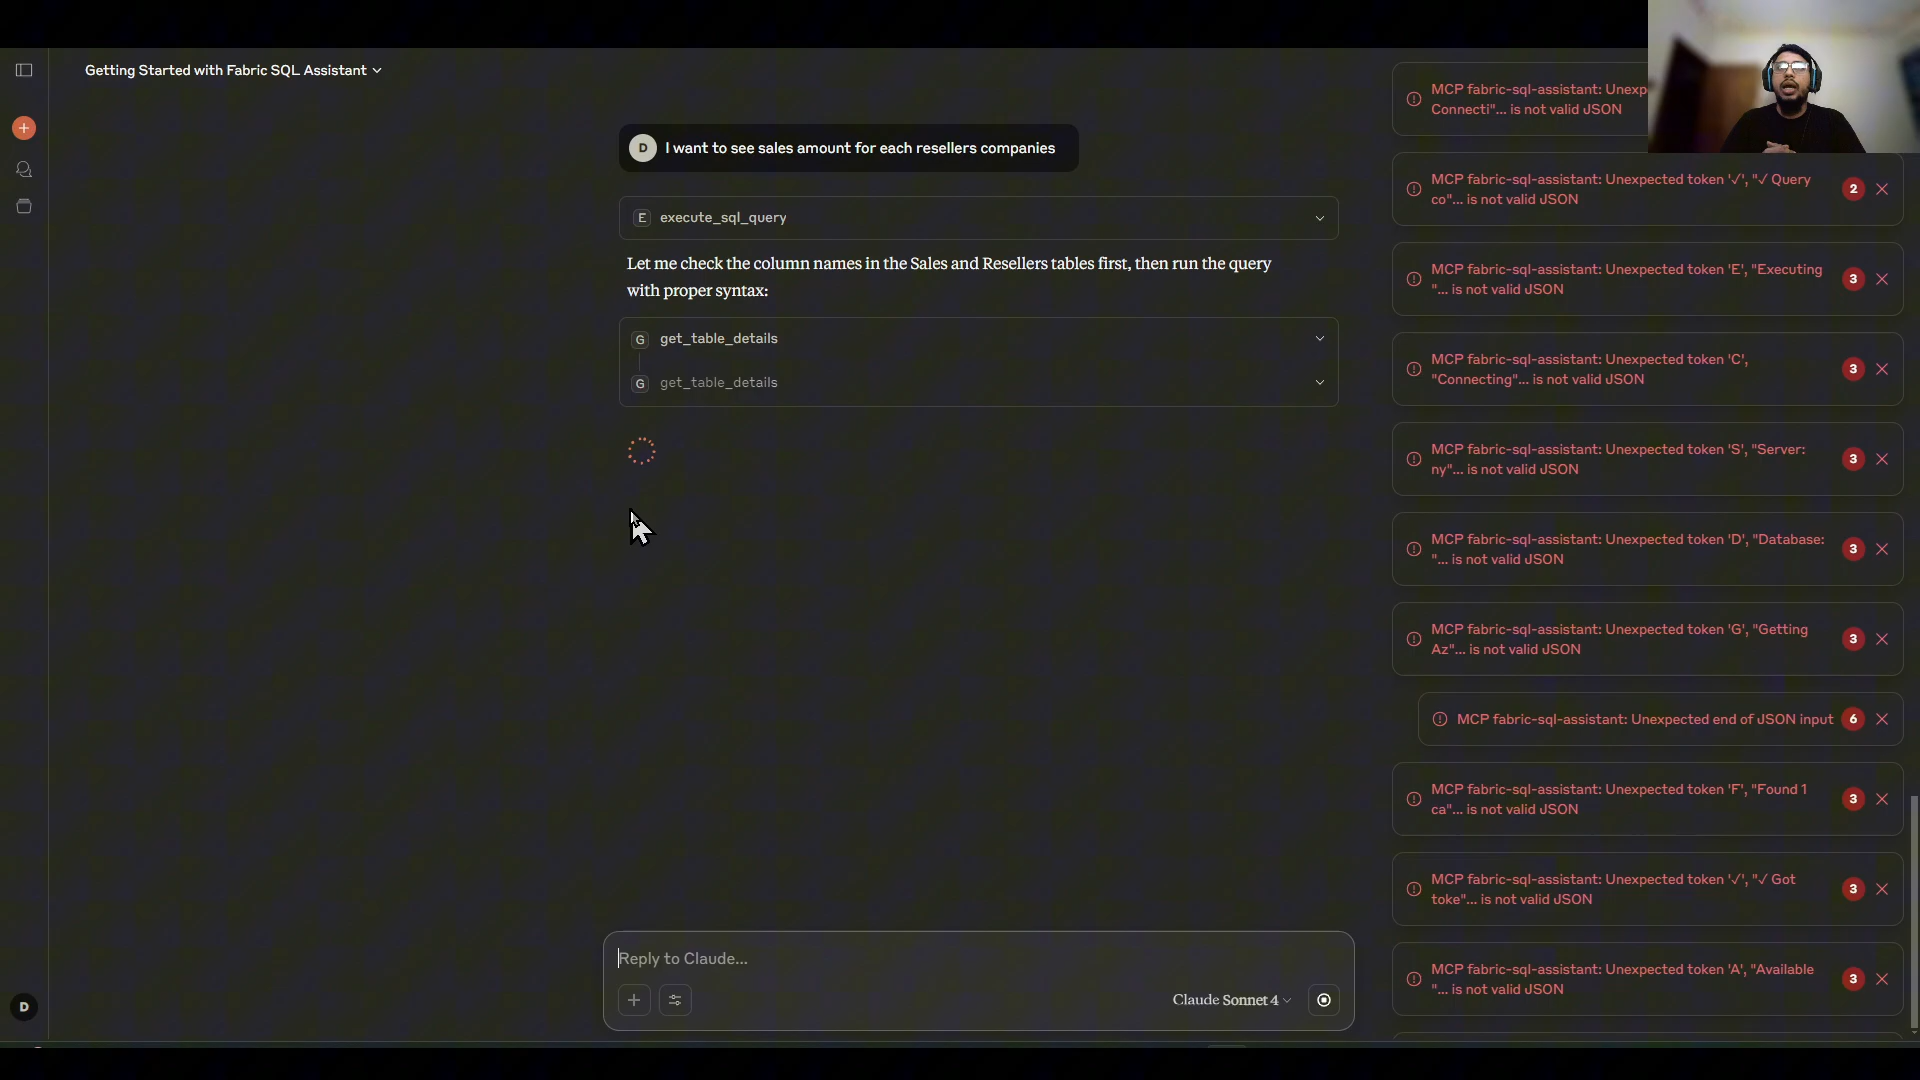 Getting Started with Fabric SQL Assistant
D I want to see sales amount for each resellers companies
E execute_sql_query
Let me check the column names in the Sales and Resellers tables first, then run the query
with proper syntax:
G get_table_details
G get_table_details
Reply to Claude...
Claude Sonnet 4
D
MCP fabric-sql-assistant: Unexp
Connecti"... is not valid JSON
MCP fabric-sql-assistant: Unexpected token '✓', "✓ Query
co"... is not valid JSON
2
MCP fabric-sql-assistant: Unexpected token 'E', "Executing
"... is not valid JSON
3
MCP fabric-sql-assistant: Unexpected token 'C',
"Connecting"... is not valid JSON
3
MCP fabric-sql-assistant: Unexpected token 'S', "Server:
ny"... is not valid JSON
3
MCP fabric-sql-assistant: Unexpected token 'D', "Database:
"... is not valid JSON
3
MCP fabric-sql-assistant: Unexpected token 'G', "Getting
Az"... is not valid JSON
3
MCP fabric-sql-assistant: Unexpected end of JSON input 6
MCP fabric-sql-assistant: Unexpected token 'F', "Found 1
ca"... is not valid JSON
3
MCP fabric-sql-assistant: Unexpected token '✓', "✓ Got
toke"... is not valid JSON
3
MCP fabric-sql-assistant: Unexpected token 'A', "Available
"... is not valid JSON
3